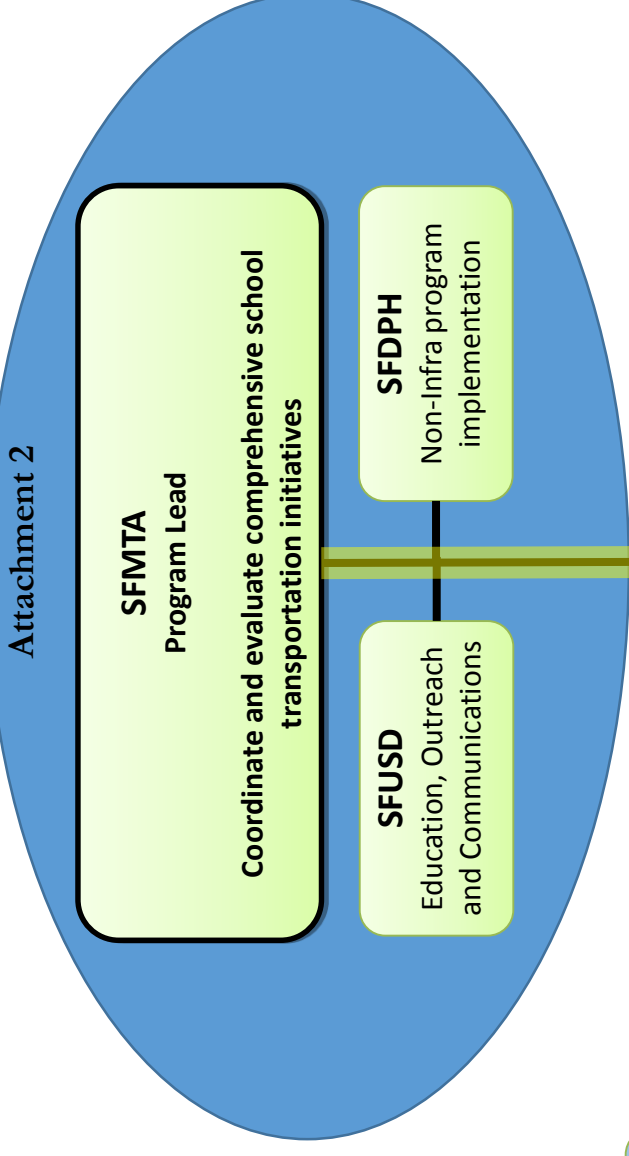 Attachment 2
SFMTA
Program Lead
Coordinate and evaluate comprehensive school
transportation initiatives
SFUSD
Education, Outreach
and Communications
SFDPH
Non-Infra program
implementation